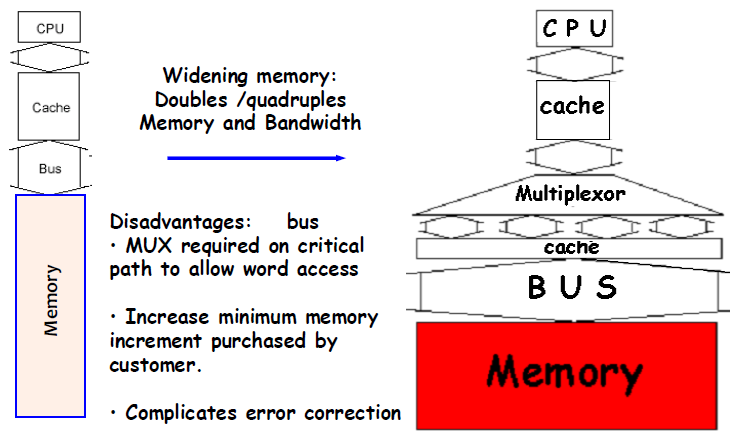 CPU
Cache
Bus
Memory
Widening memory:
Doubles /quadruples
Memory and Bandwidth
Disadvantages: bus
· MUX required on critical
path to allow word access
· Increase minimum memory
increment purchased by
customer.
· Complicates error correction
C P U
cache
Multiplexor
cache
B U S
Memory